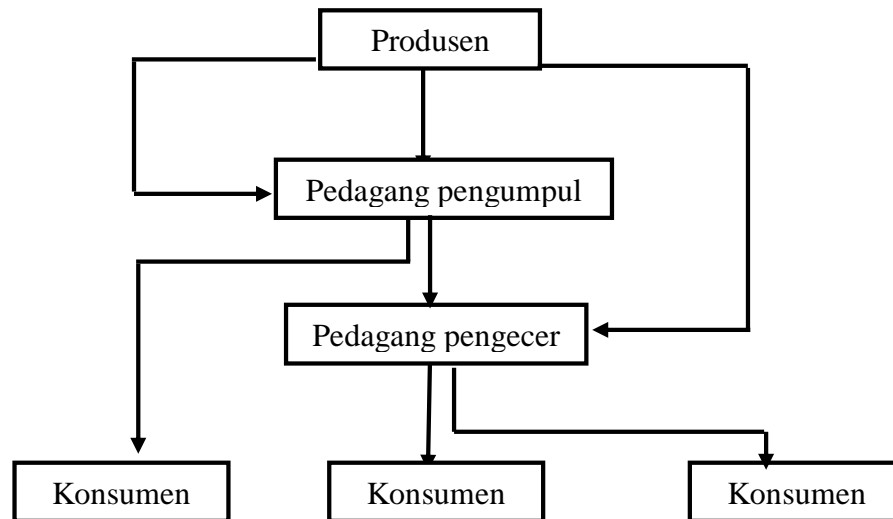 Produsen
Pedagang pengumpul
Pedagang pengecer
Konsumen
Konsumen
Konsumen